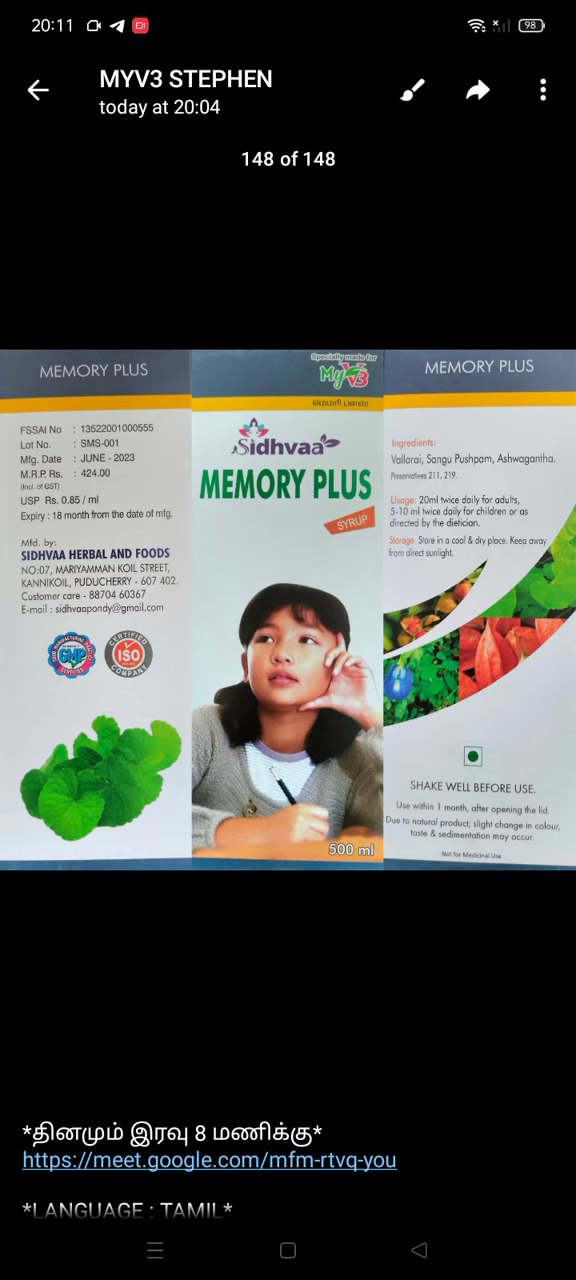 20:11
98
MYV3 STEPHEN
today at 20:04
148 of 148
MEMORY PLUS
FSSAI No : 13522001000555
Lot No. : SMS-001
Mfg. Date : JUNE - 2023
M.R.P Rs. : 424.00
(Incl. of GST)
USP Rs. 0.85 / ml
Expiry : 18 month from the date of mfg.
Mfd. by:
SIDHVAA HERBAL AND FOODS
NO:07, MARIYAMMAN KOIL STREET,
KANNIKOIL, PUDUCHERRY - 607 402.
Customer care - 88704 60367
E-mail : sidhvaapondy@gmail.com
GMP
CERTIFIED
ISO
COMPANY
Specially made for
MyV3
மெமரி பிளஸ்
Sidhvaa
MEMORY PLUS
SYRUP
500 ml
MEMORY PLUS
Ingredients:
Vallarai, Sangu Pushpam, Ashwagantha.
Preservatives 211, 219.
Usage: 20ml twice daily for adults,
5-10 ml twice daily for children or as
directed by the dietician.
Storage: Store in a cool & dry place. Keep away
from direct sunlight.
SHAKE WELL BEFORE USE.
Use within 1 month, after opening the lid.
Due to natural product, slight change in colour,
taste & sedimentation may occur.
Not for Medicinal Use
*தினமும் இரவு 8 மணிக்கு*
https://meet.google.com/mfm-rtvq-you
*LANGUAGE : TAMIL*